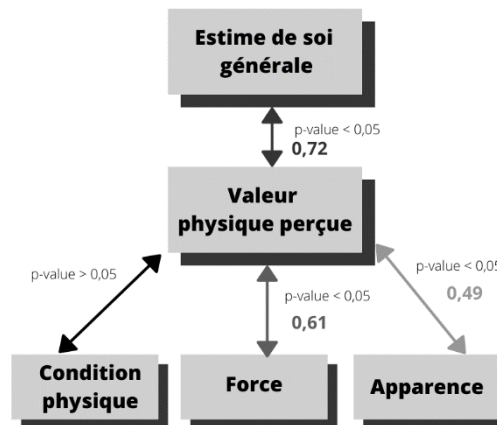 Estime de soi
générale
p-value < 0,05
0,72
Valeur
physique perçue
p-value > 0,05
p-value < 0,05
0,61
p-value < 0,05
0,49
Condition
physique
Force
Apparence